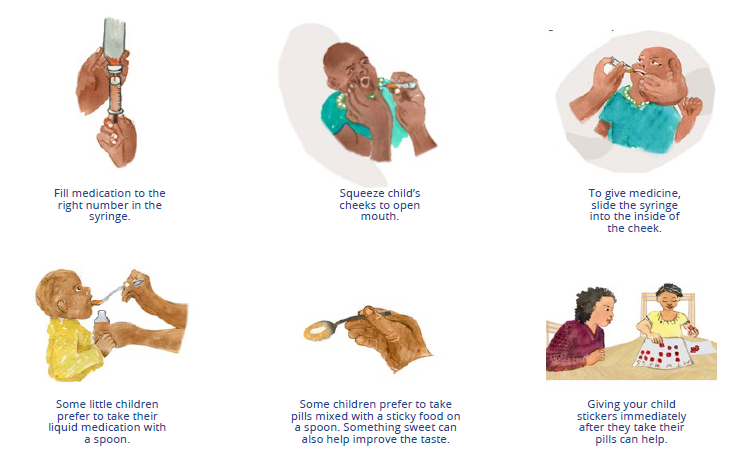 Fill medication to the
right number in the
syringe.
Squeeze child's
cheeks to open
mouth.
To give medicine,
slide the syringe
into the inside of
the cheek.
Some little children
prefer to take their
liquid medication with
a spoon.
Some children prefer to take
pills mixed with a sticky food on
a spoon. Something sweet can
also help improve the taste.
Giving your child
stickers immediately
after they take their
pills can help.